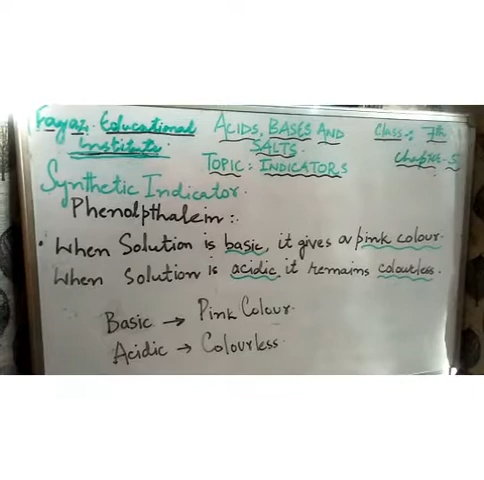 Fayaz Educational Institute
ACIDS, BASES AND SALTS
TOPIC: INDICATORS
Class: 7th
Chapter-5
Synthetic Indicator.
Phenolpthalem:.
• When Solution is basic, it gives a pink colour.
When Solution is acidic it remains colourless.
Basic → Pink Colour.
Acidic → Colourless.